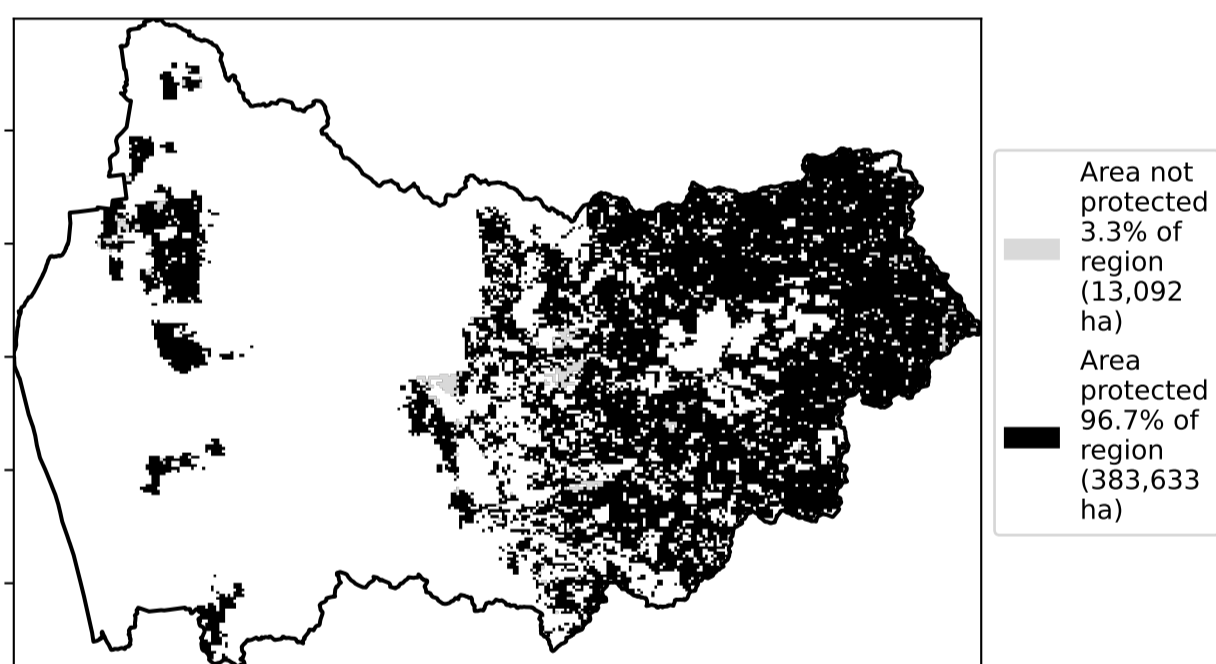 Area not
protected
3.3% of
region
(13,092
ha)
Area
protected
96.7% of
region
(383,633
ha)